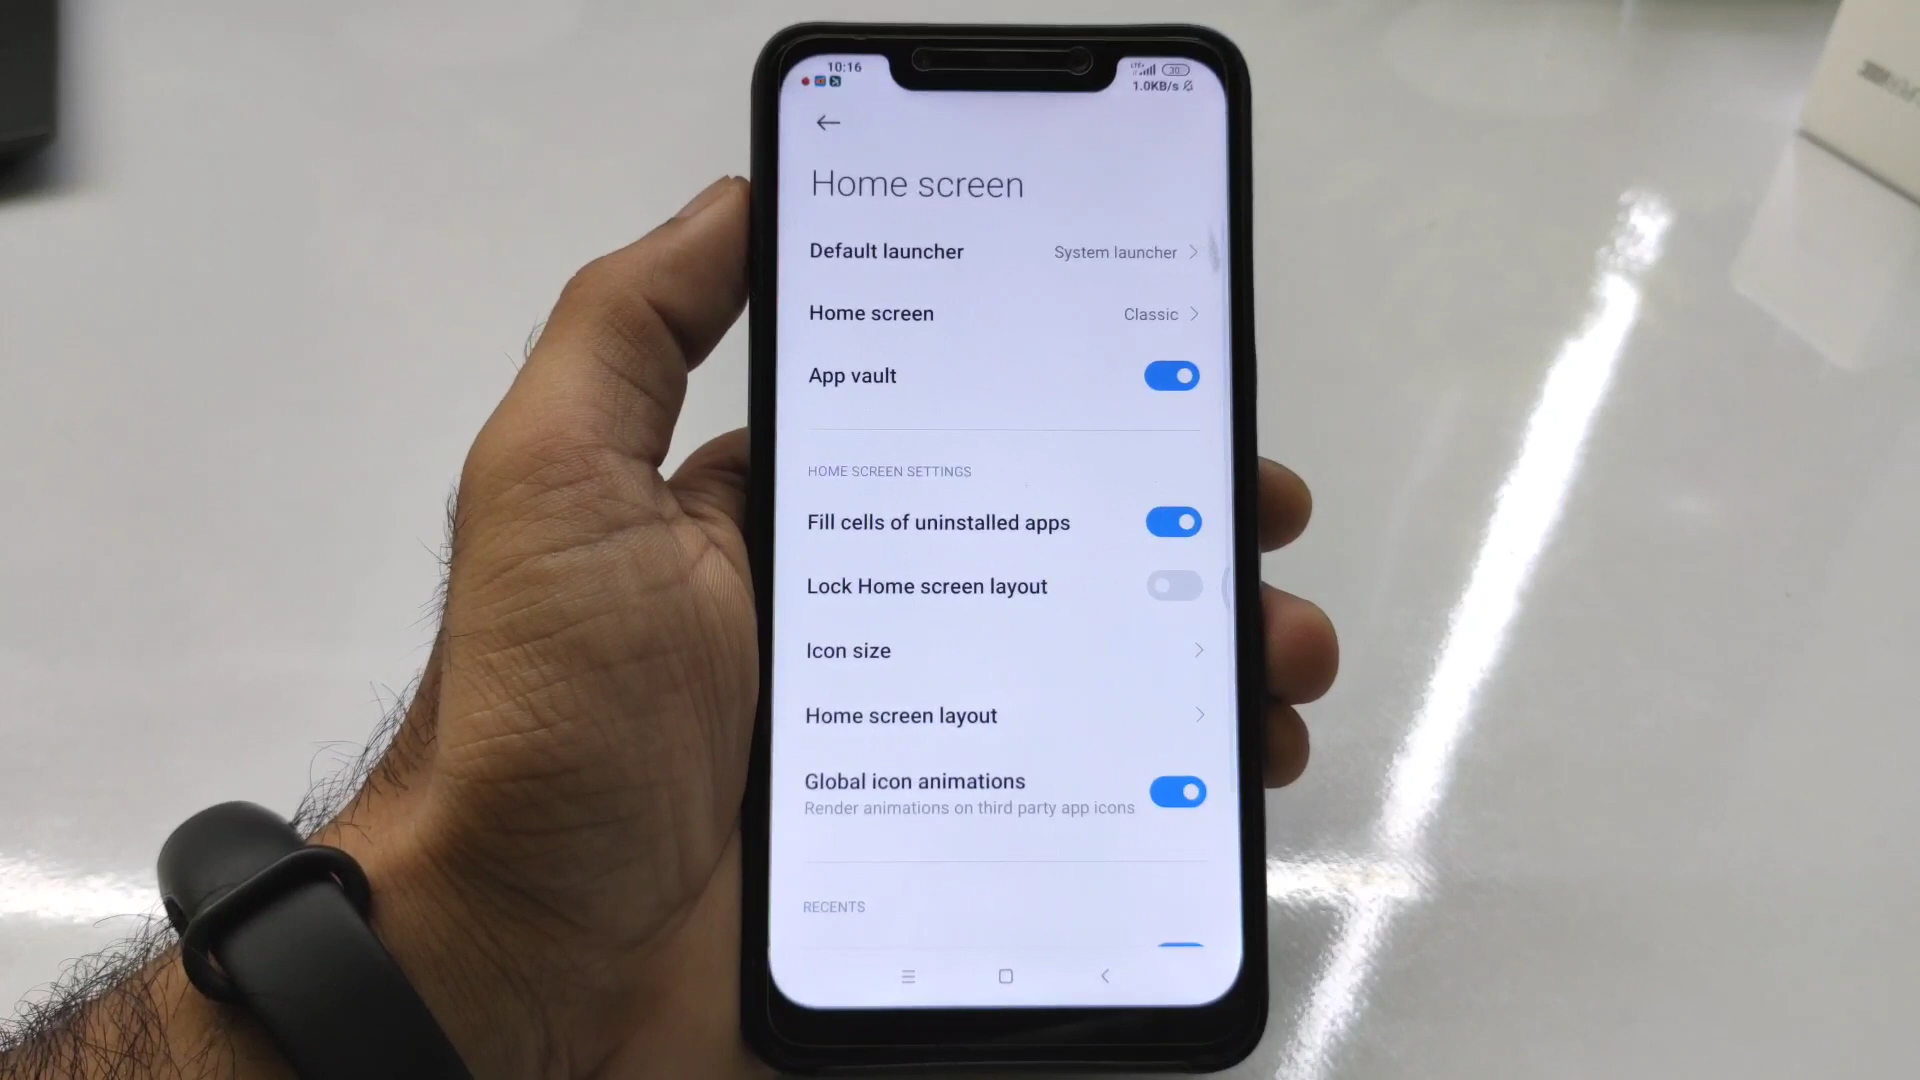 10:16
LTE+
30
1.0KB/s
Home screen
Default launcher System launcher
Home screen Classic
App vault
HOME SCREEN SETTINGS
Fill cells of uninstalled apps
Lock Home screen layout
Icon size
Home screen layout
Global icon animations
Render animations on third party app icons
RECENTS